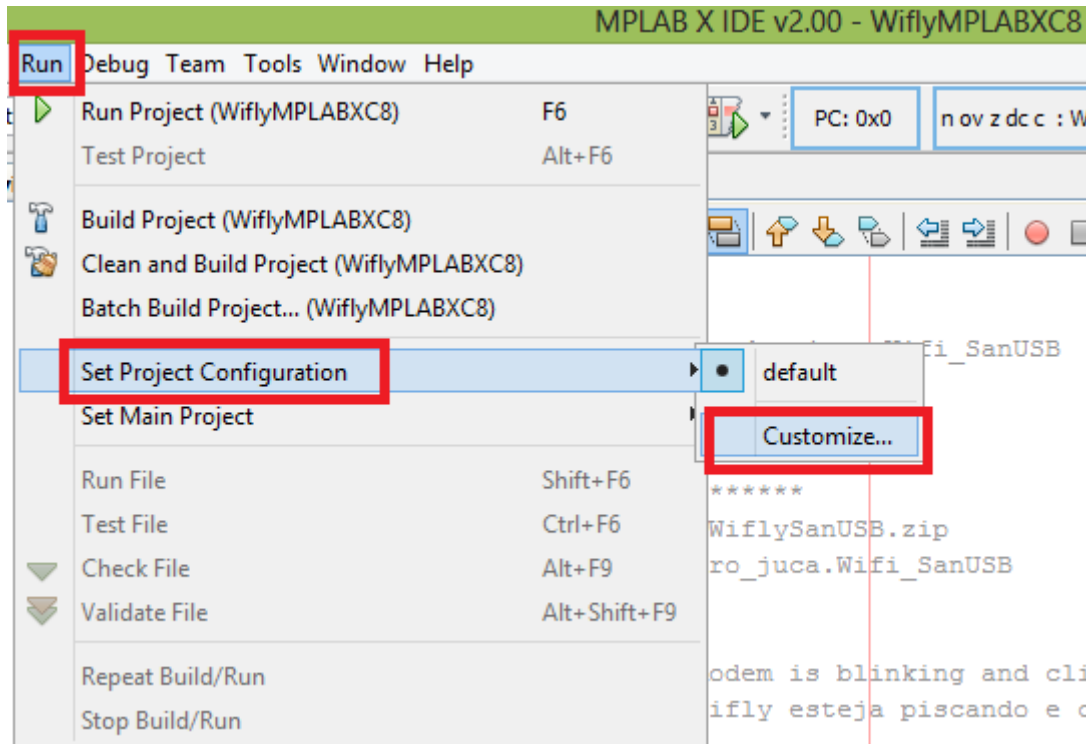 MPLAB X IDE v2.00 - WiflyMPLABXC8
Run Debug Team Tools Window Help
Run Project (WiflyMPLABXC8) F6
PC: 0x0
n ov z dc c : W
Test Project Alt+F6
Build Project (WiflyMPLABXC8)
Clean and Build Project (WiflyMPLABXC8)
Batch Build Project... (WiflyMPLABXC8)
fi_SanUSB
Set Project Configuration
default
Set Main Project
Customize...
Run File Shift+F6
******
Test File Ctrl+F6
WiflySanUSB.zip
Check File Alt+F9
ro_juca.Wifi_SanUSB
Validate File Alt+Shift+F9
Repeat Build/Run
odem is blinking and cli
Stop Build/Run
ifly esteja piscando e c